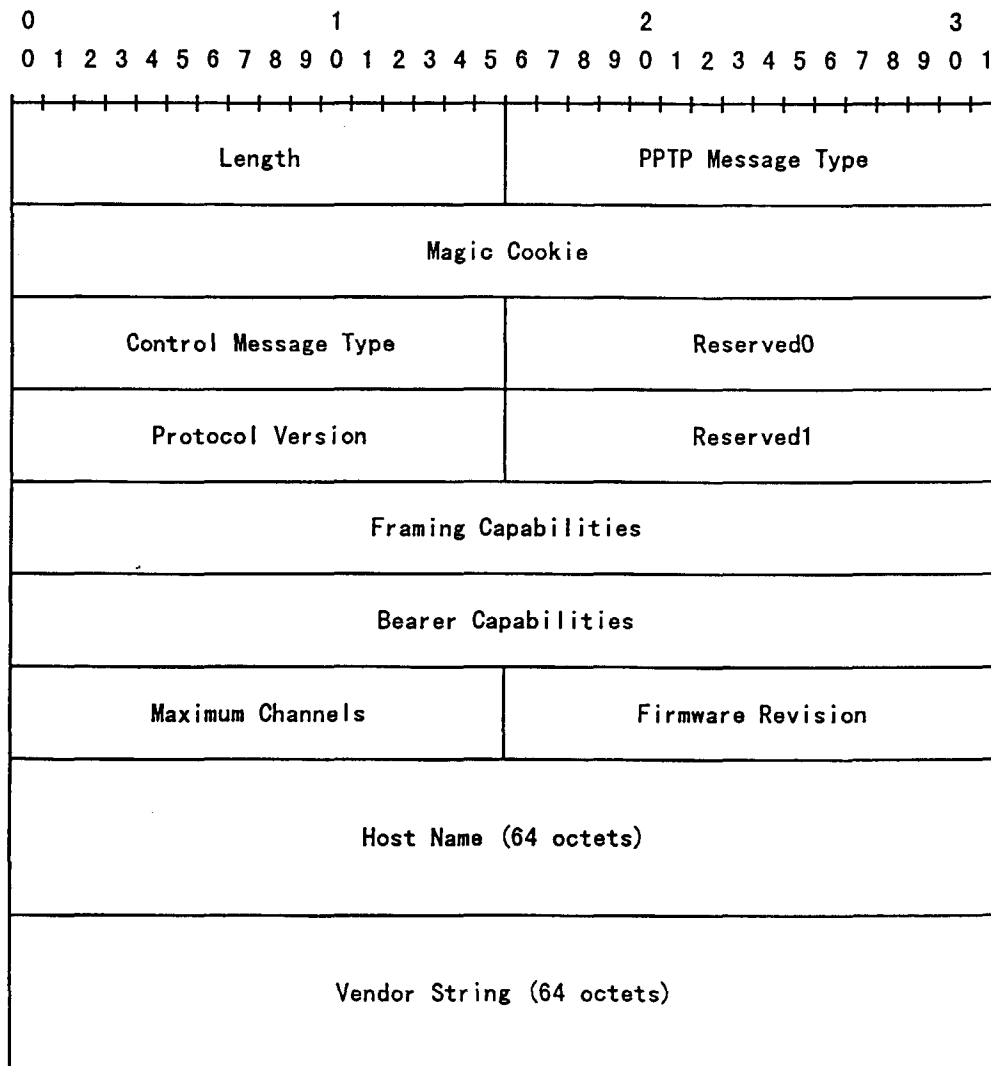 0 1 2 3
0 1 2 3 4 5 6 7 8 9 0 1 2 3 4 5 6 7 8 9 0 1 2 3 4 5 6 7 8 9 0 1
Length PPTP Message Type
Magic Cookie
Control Message Type Reserved0
Protocol Version Reserved1
Framing Capabilities
Bearer Capabilities
Maximum Channels Firmware Revision
Host Name (64 octets)
Vendor String (64 octets)